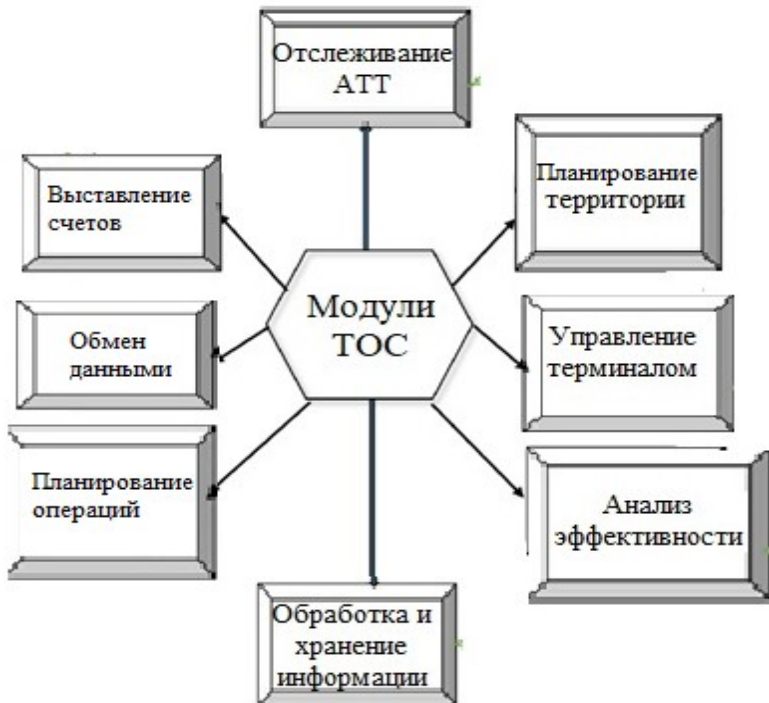 Отслеживание
АТТ
Выставление
счетов
Планирование
территории
Модули
ТОС
Обмен
данными
Управление
терминалом
Планирование
операций
Анализ
эффективности
Обработка и
хранение
информации